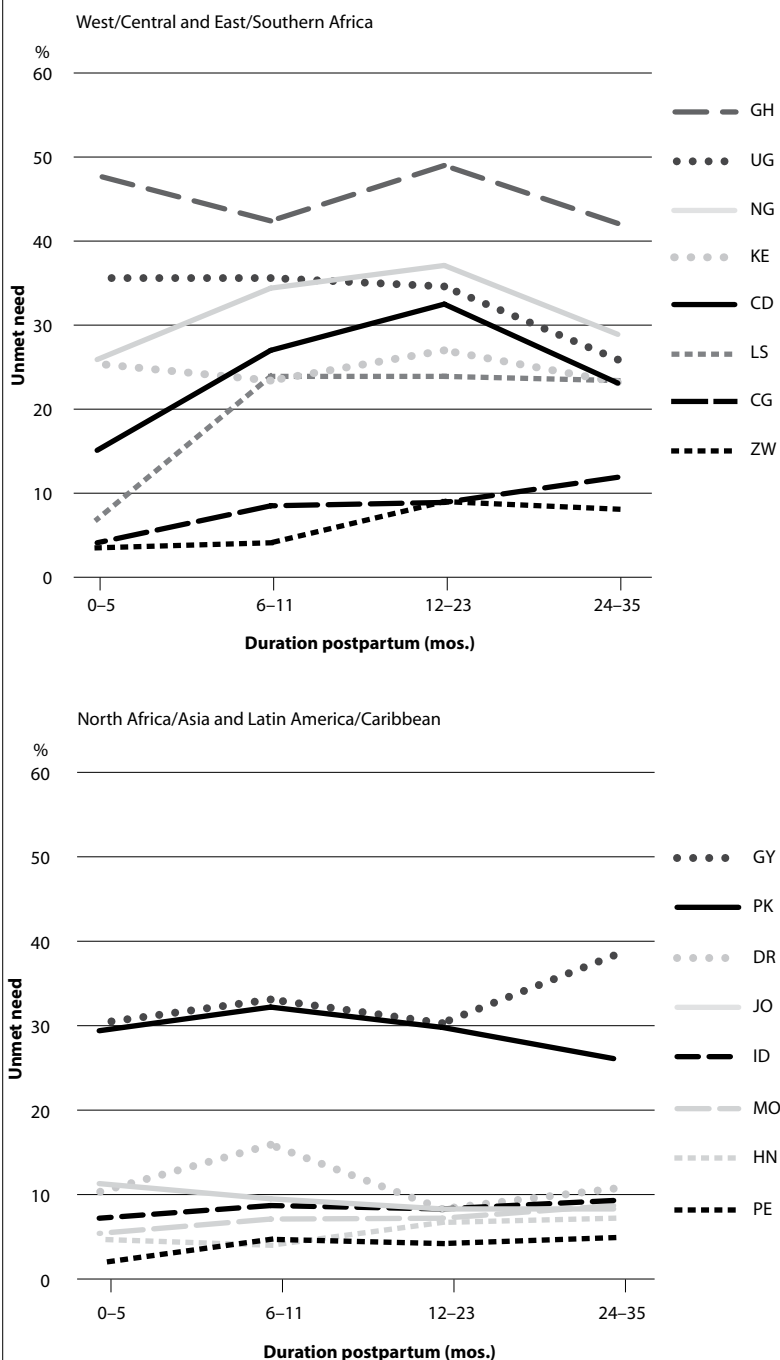 West/Central and East/Southern Africa
%
60
50
40
30
20
10
0
Unmet need
0–5 6–11 12–23 24–35
Duration postpartum (mos.)
GH
UG
NG
KE
CD
LS
CG
ZW
North Africa/Asia and Latin America/Caribbean
%
60
50
40
30
20
10
0
Unmet need
0–5 6–11 12–23 24–35
Duration postpartum (mos.)
GY
PK
DR
JO
ID
MO
HN
PE